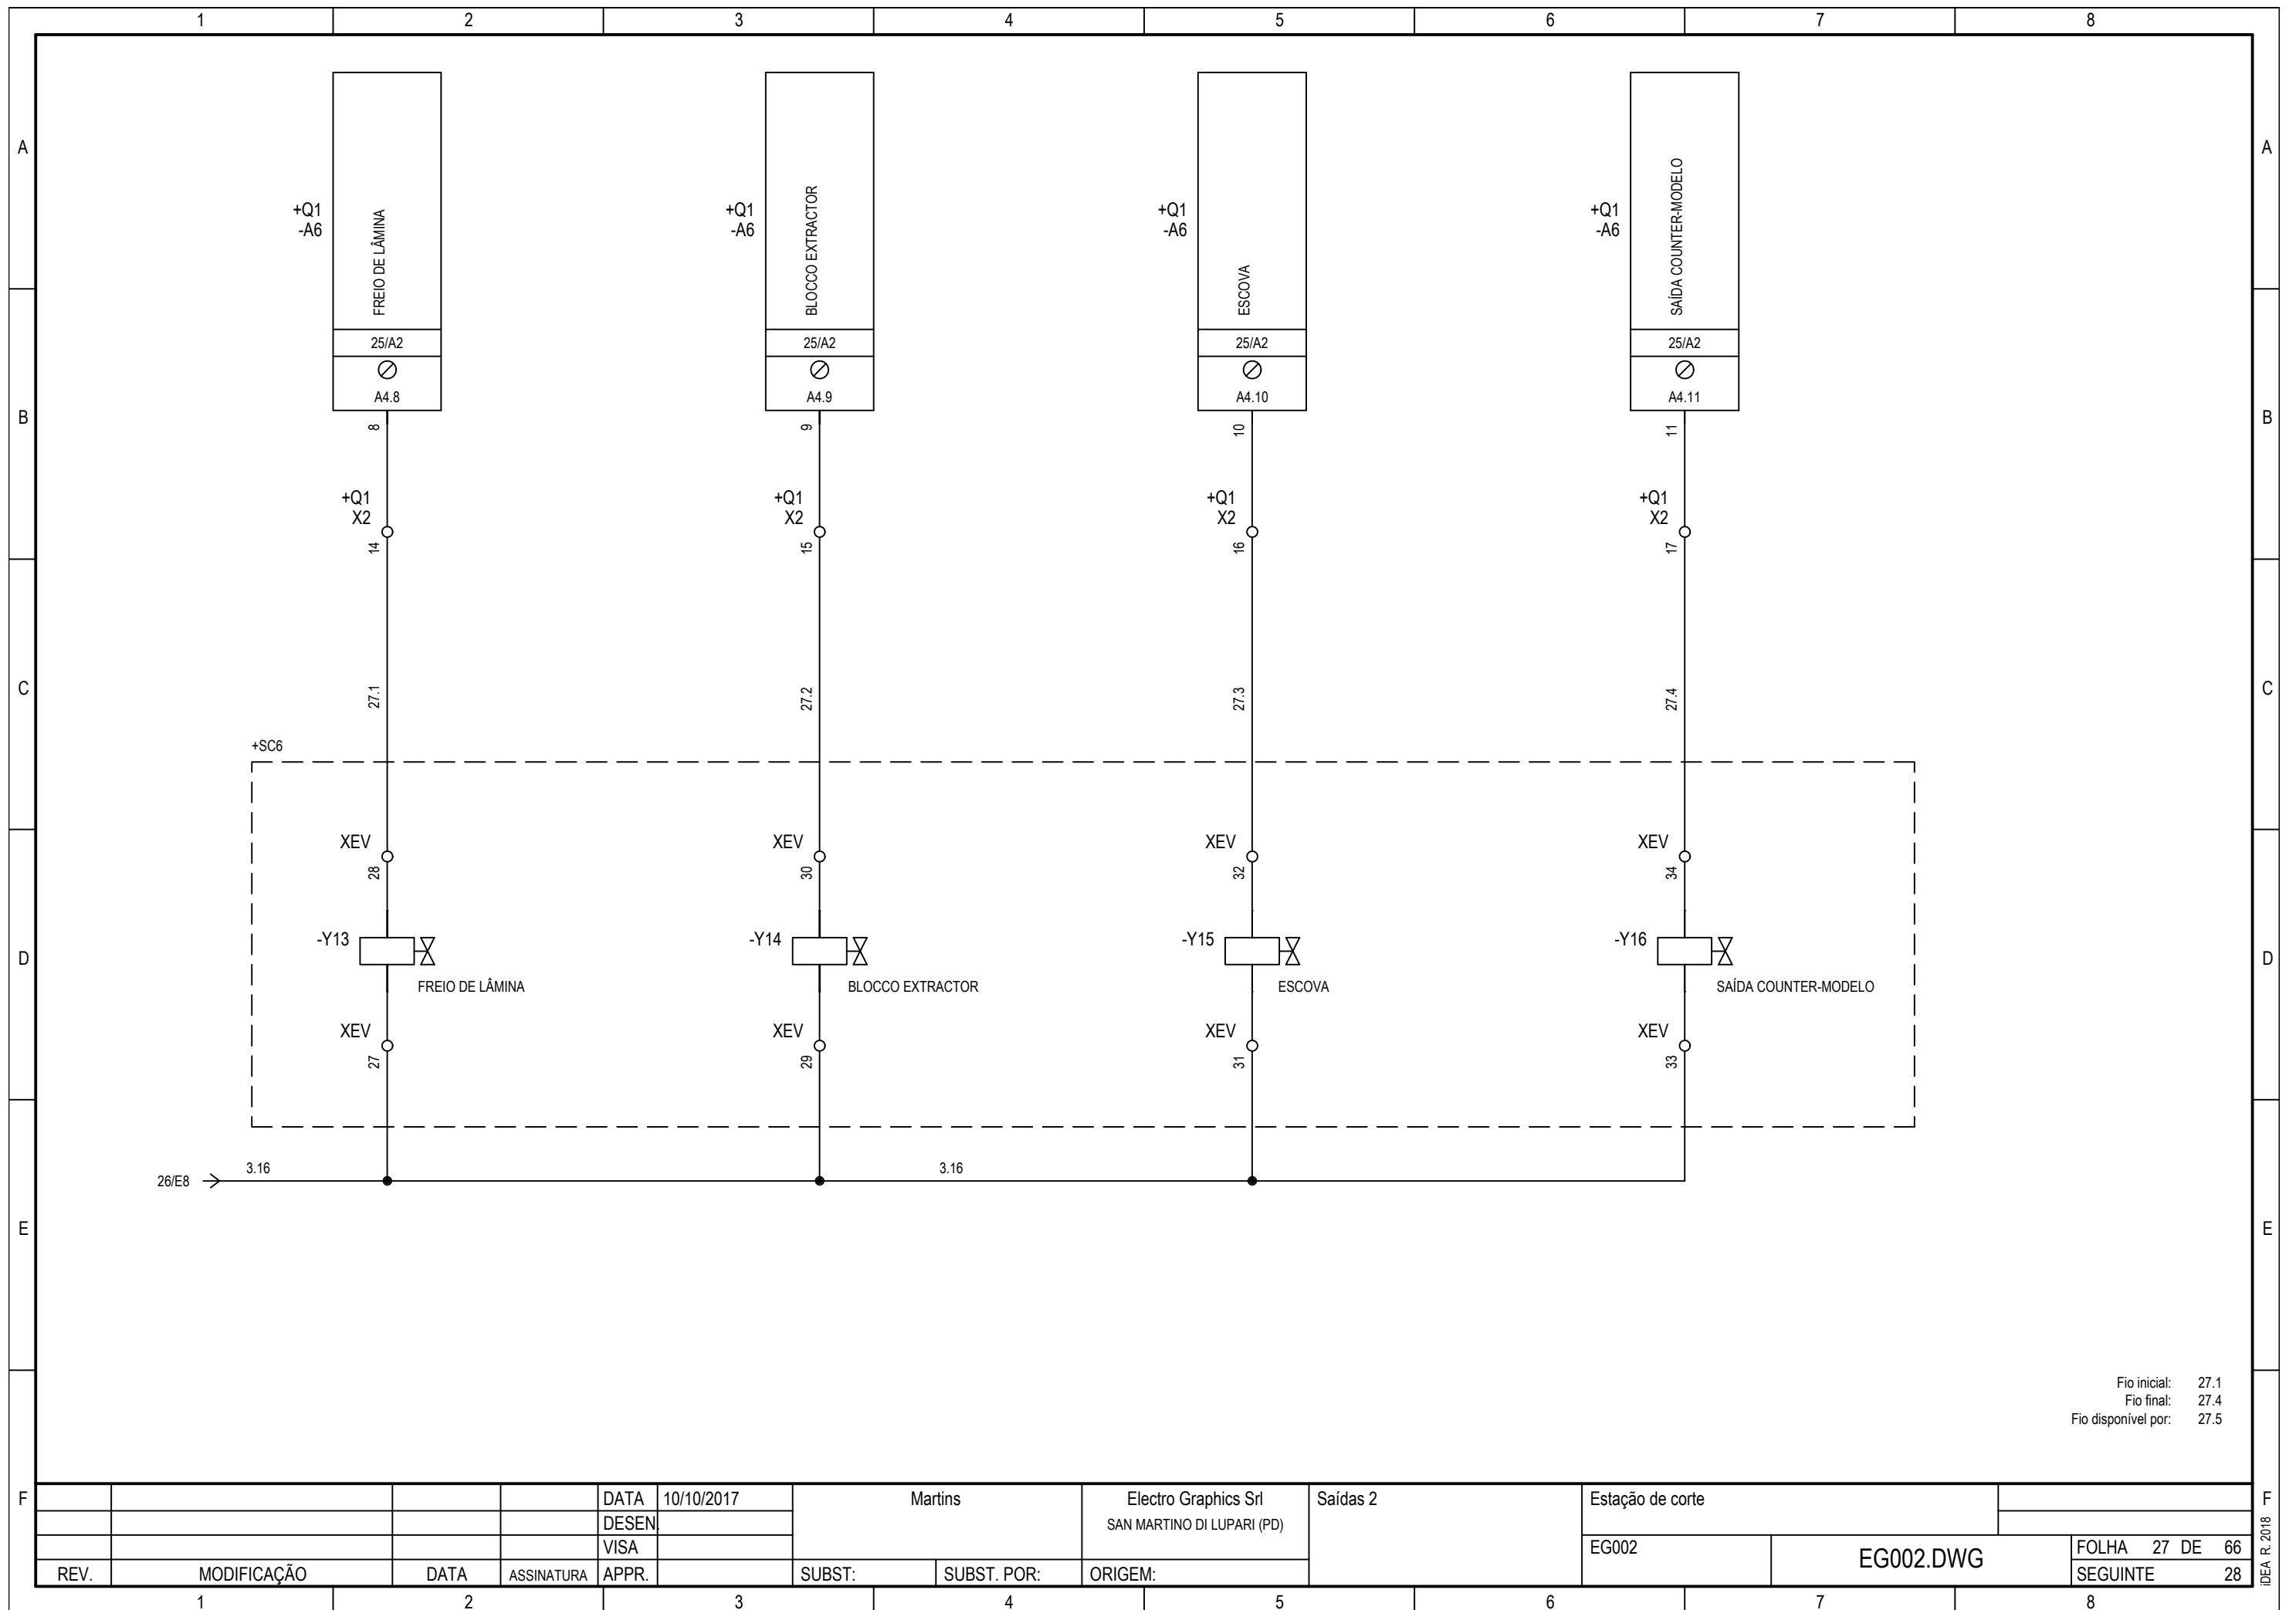 1 2 3 4 5 6 7 8
A A
+Q1 +Q1 +Q1 +Q1
-A6 -A6 -A6 -A6
FREIO DE LÂMINA
BLOCCO EXTRACTOR
ESCOVA
SAÍDA COUNTER-MODELO
25/A2 25/A2 25/A2 25/A2
A4.8 A4.9 A4.10 A4.11
B B
8 9 10 11
+Q1 +Q1 +Q1 +Q1
X2 X2 X2 X2
14 15 16 17
C C
27.1 27.2 27.3 27.4
+SC6
XEV XEV XEV XEV
28 30 32 34
-Y13 -Y14 -Y15 -Y16
D D
FREIO DE LÂMINA BLOCCO EXTRACTOR ESCOVA SAÍDA COUNTER-MODELO
XEV XEV XEV XEV
27 29 31 33
3.16 3.16
26/E8
E E
Fio inicial: 27.1
Fio final: 27.4
Fio disponível por: 27.5
F F
DATA 10/10/2017 Martins Electro Graphics Srl Saídas 2 Estação de corte
DESEN. SAN MARTINO DI LUPARI (PD)
VISA EG002 EG002.DWG FOLHA 27 DE 66
REV. MODIFICAÇÃO DATA ASSINATURA APPR. SUBST: SUBST. POR: ORIGEM: SEGUINTE 28
iDEA R. 2018
1 2 3 4 5 6 7 8